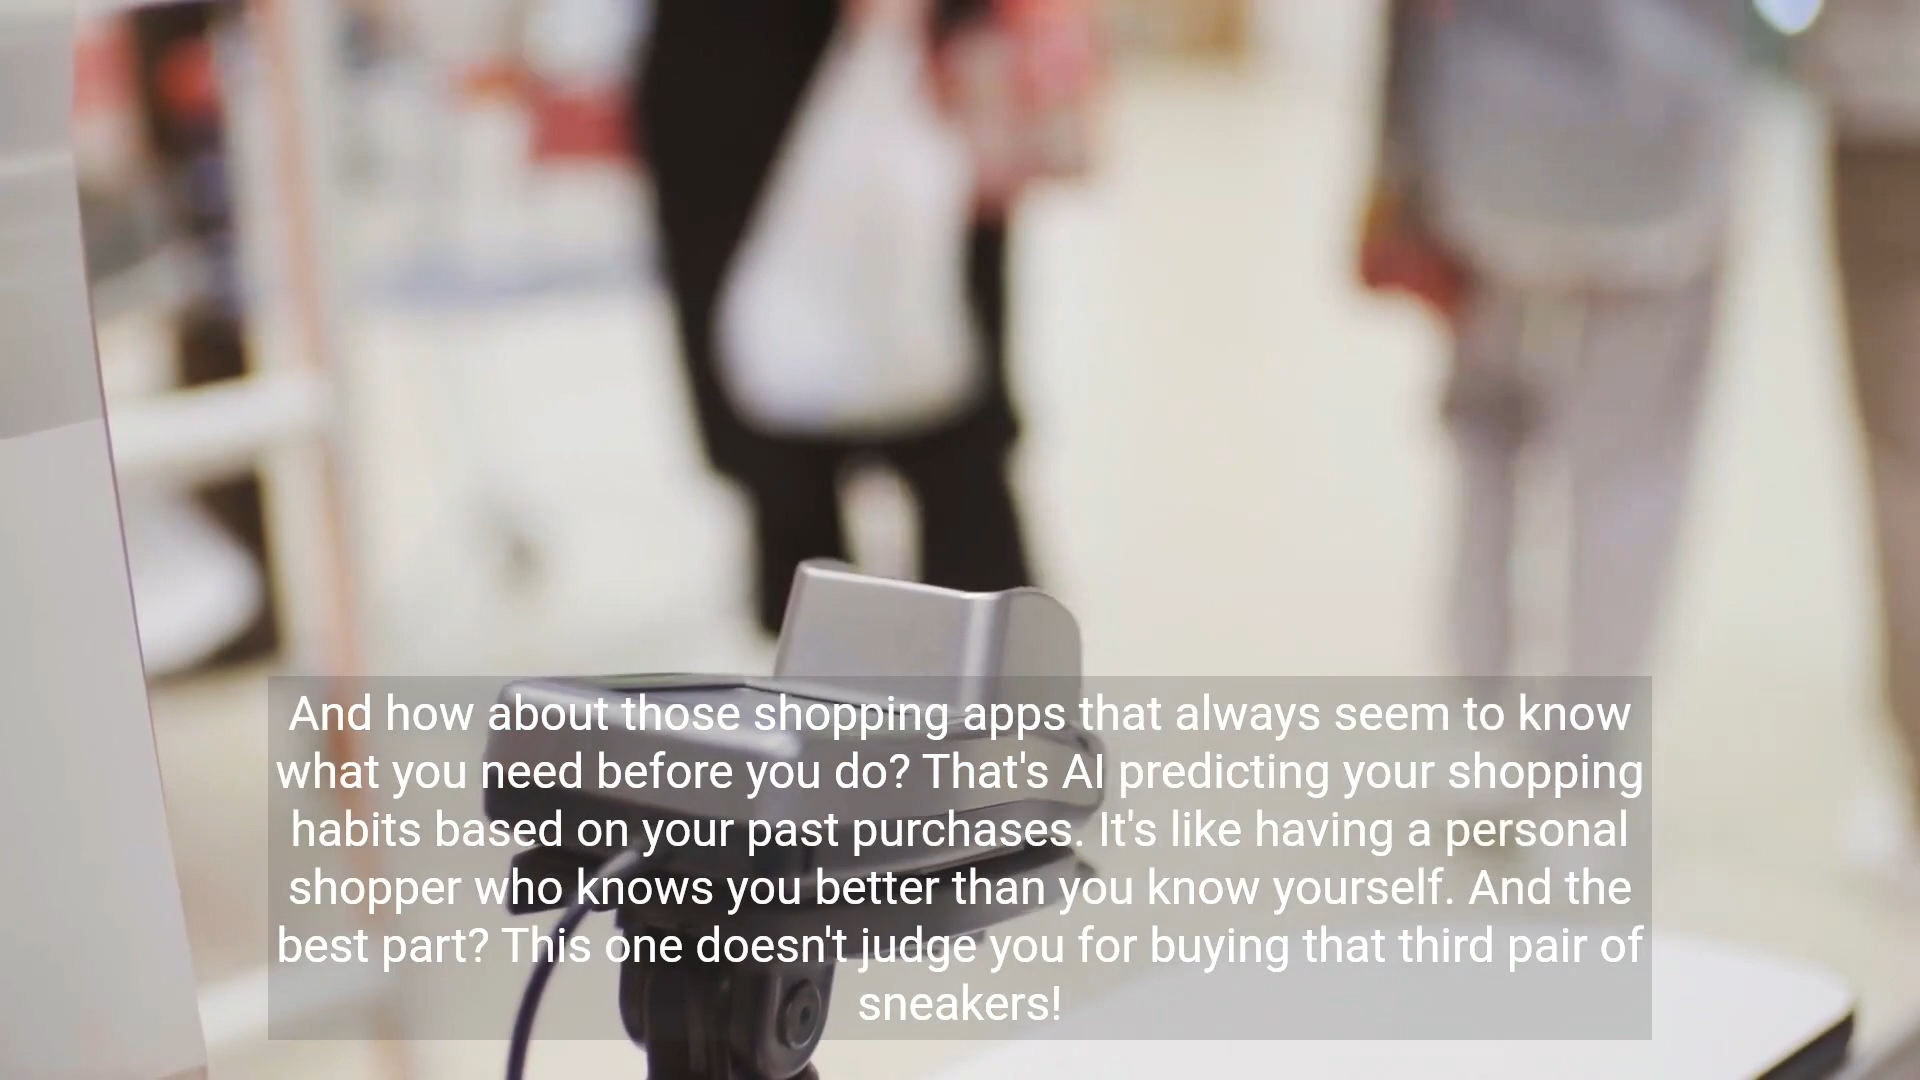 And how about those shopping apps that always seem to know
what you need before you do? That's AI predicting your shopping
habits based on your past purchases. It's like having a personal
shopper who knows you better than you know yourself. And the
best part? This one doesn't judge you for buying that third pair of
sneakers!